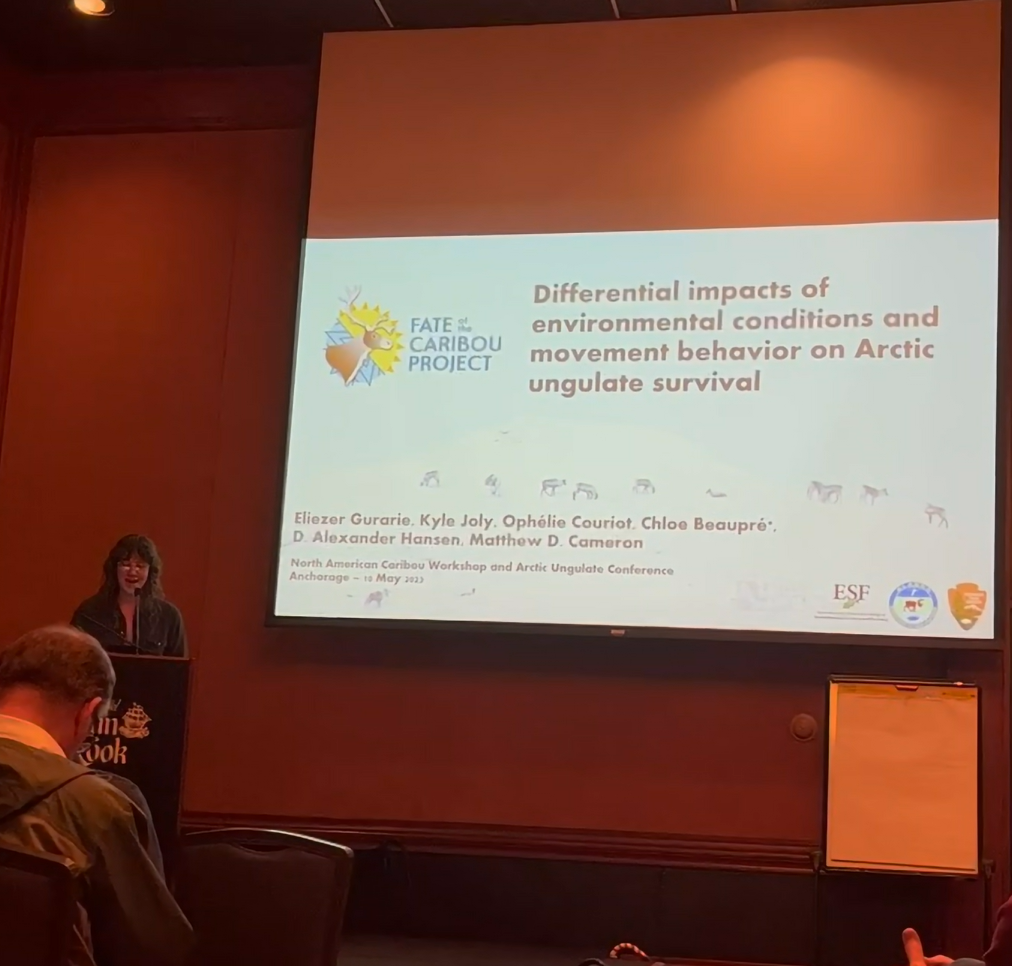 FATE of the
CARIBOU
PROJECT
Differential impacts of
environmental conditions and
movement behavior on Arctic
ungulate survival
Eliezer Gurarie, Kyle Joly, Ophélie Couriot, Chloe Beaupré*,
D. Alexander Hansen, Matthew D. Cameron
North American Caribou Workshop and Arctic Ungulate Conference
Anchorage – 10 May 2023
ESF
ook